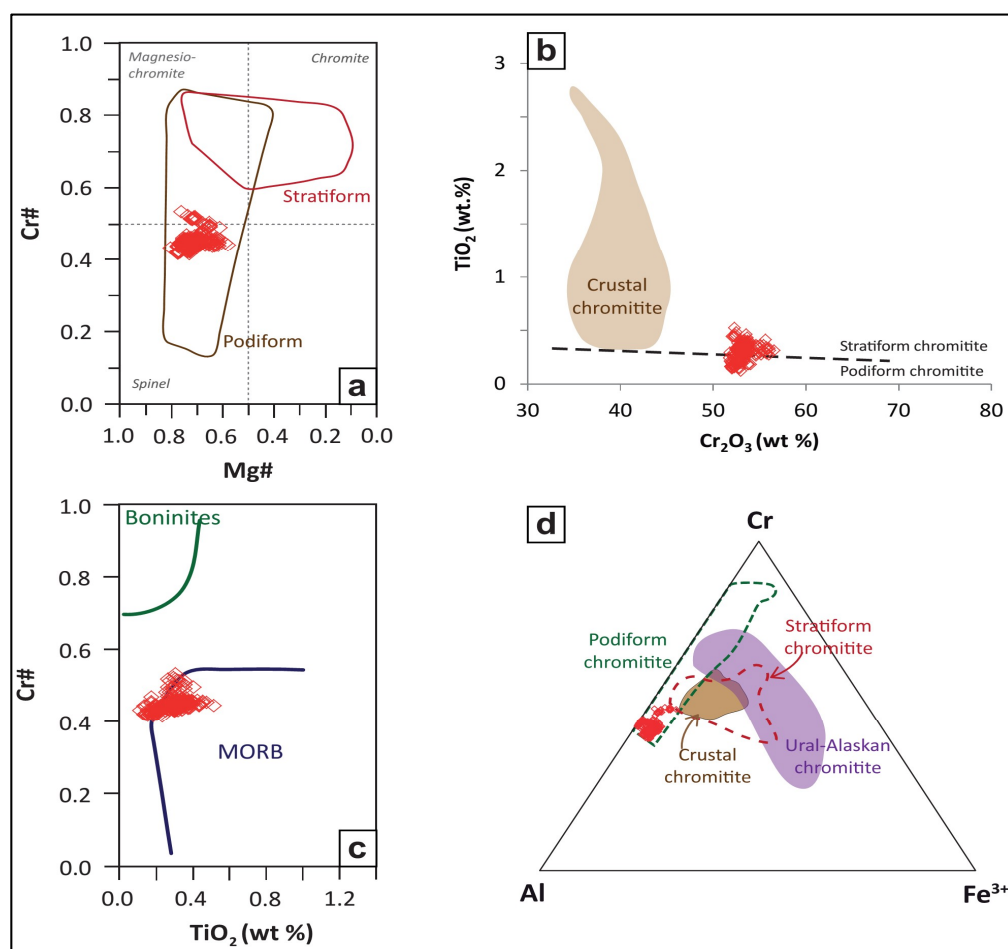 Magnesio-
chromite
Chromite
Stratiform
Podiform
Spinel
a
1.0
0.8
0.6
0.4
0.2
0.0
Cr#
1.0 0.8 0.6 0.4 0.2 0.0
Mg#
b
3
2
1
0
TiO2 (wt.%)
Crustal
chromitite
Stratiform chromitite
Podiform chromitite
30 40 50 60 70 80
Cr2O3 (wt %)
1.0
0.8
0.6
0.4
0.2
0.0
Cr#
Boninites
MORB
c
0.0 0.4 0.8 1.2
TiO2 (wt %)
d
Cr
Podiform
chromitite
Stratiform
chromitite
Crustal
chromitite
Ural-Alaskan
chromitite
Al
Fe3+